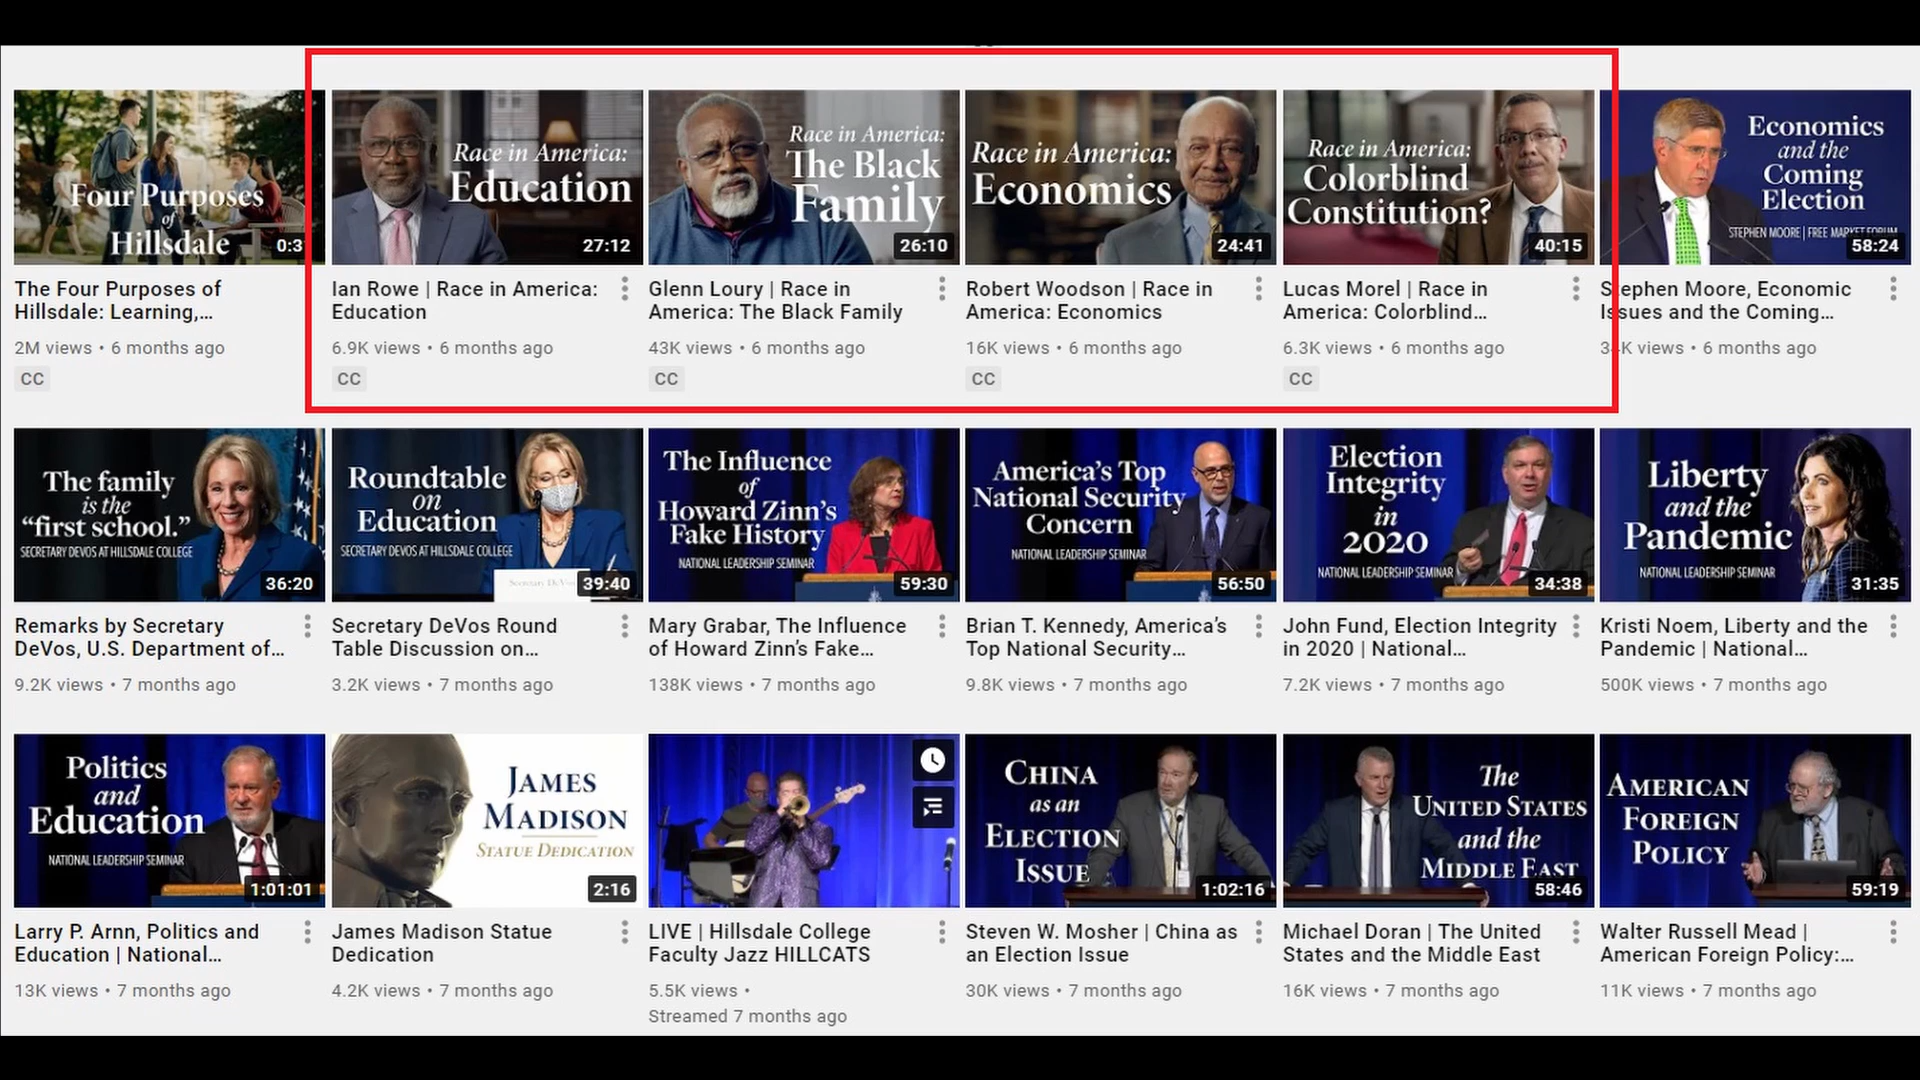 Four Purposes
of
Hillsdale
Race in America:
Education
27:12
Race in America:
The Black
Family
26:10
Race in America:
Economics
24:41
Race in America:
Colorblind
Constitution?
40:15
Economics
and the
Coming
Election
STEPHEN MOORE | FREE MARKET FORUM
58:24
The Four Purposes of
Hillsdale: Learning,...
2M views • 6 months ago
CC
Ian Rowe | Race in America:
Education
6.9K views • 6 months ago
CC
Glenn Loury | Race in
America: The Black Family
43K views • 6 months ago
CC
Robert Woodson | Race in
America: Economics
16K views • 6 months ago
CC
Lucas Morel | Race in
America: Colorblind...
6.3K views • 6 months ago
CC
Stephen Moore, Economic
Issues and the Coming...
34K views • 6 months ago
The family
is the
“first school.”
SECRETARY DEVOS AT HILLSDALE COLLEGE
36:20
Roundtable
on
Education
SECRETARY DEVOS AT HILLSDALE COLLEGE
39:40
The Influence
of
Howard Zinn’s
Fake History
NATIONAL LEADERSHIP SEMINAR
59:30
America’s Top
National Security
Concern
NATIONAL LEADERSHIP SEMINAR
56:50
Election
Integrity
in
2020
NATIONAL LEADERSHIP SEMINAR
34:38
Liberty
and the
Pandemic
NATIONAL LEADERSHIP SEMINAR
31:35
Remarks by Secretary
DeVos, U.S. Department of...
9.2K views • 7 months ago
Secretary DeVos Round
Table Discussion on...
3.2K views • 7 months ago
Mary Grabar, The Influence
of Howard Zinn’s Fake...
138K views • 7 months ago
Brian T. Kennedy, America’s
Top National Security...
9.8K views • 7 months ago
John Fund, Election Integrity
in 2020 | National...
7.2K views • 7 months ago
Kristi Noem, Liberty and the
Pandemic | National...
500K views • 7 months ago
Politics
and
Education
NATIONAL LEADERSHIP SEMINAR
1:01:01
JAMES
MADISON
STATUE DEDICATION
2:16
CHINA
as an
ELECTION
ISSUE
1:02:16
The
UNITED STATES
and the
MIDDLE EAST
58:46
AMERICAN
FOREIGN
POLICY
59:19
Larry P. Arnn, Politics and
Education | National...
13K views • 7 months ago
James Madison Statue
Dedication
4.2K views • 7 months ago
LIVE | Hillsdale College
Faculty Jazz HILLCATS
5.5K views •
Streamed 7 months ago
Steven W. Mosher | China as
an Election Issue
30K views • 7 months ago
Michael Doran | The United
States and the Middle East
16K views • 7 months ago
Walter Russell Mead |
American Foreign Policy:...
11K views • 7 months ago